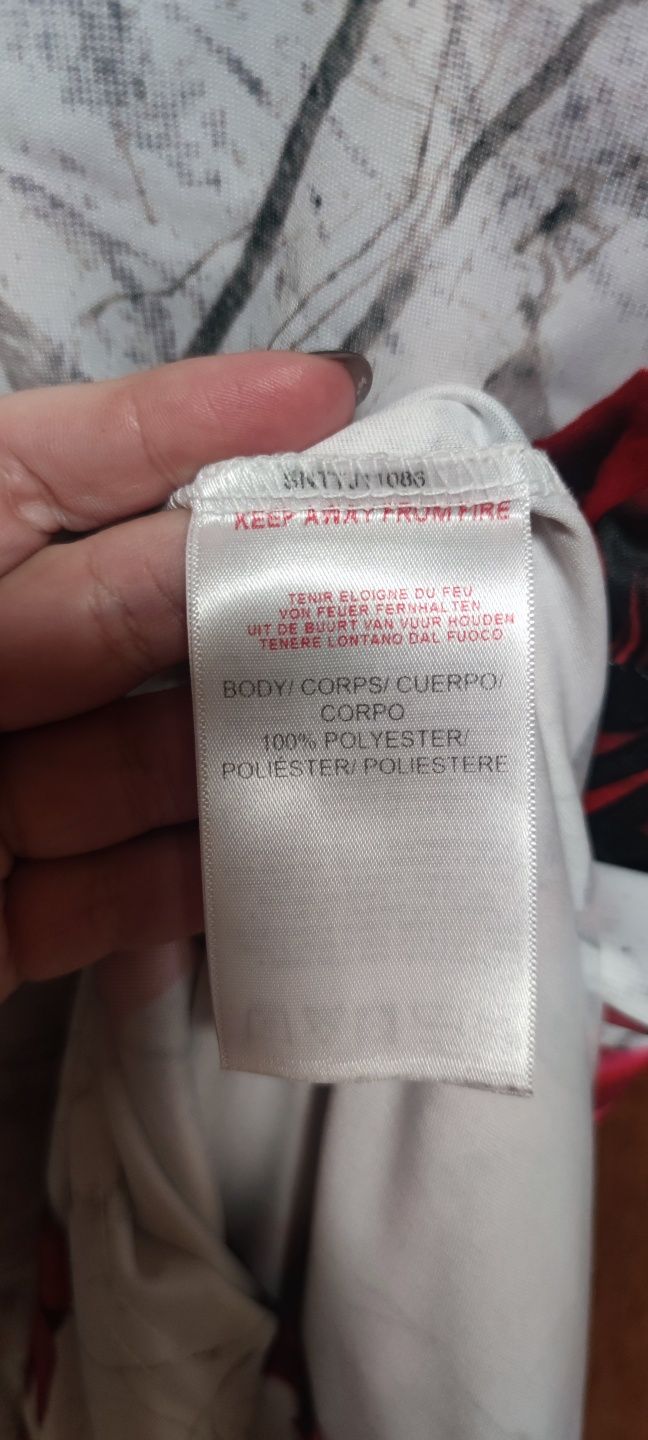 KEEP AWAY FROM FIRE
TENIR ELOIGNE DU FEU
VON FEUER FERNHALTEN
UIT DE BUURT VAN VUUR HOUDEN
TENERE LONTANO DAL FUOCO
BODY/ CORPS/ CUERPO/
CORPO
100% POLYESTER/
POLIÉSTER/ POLIESTERE